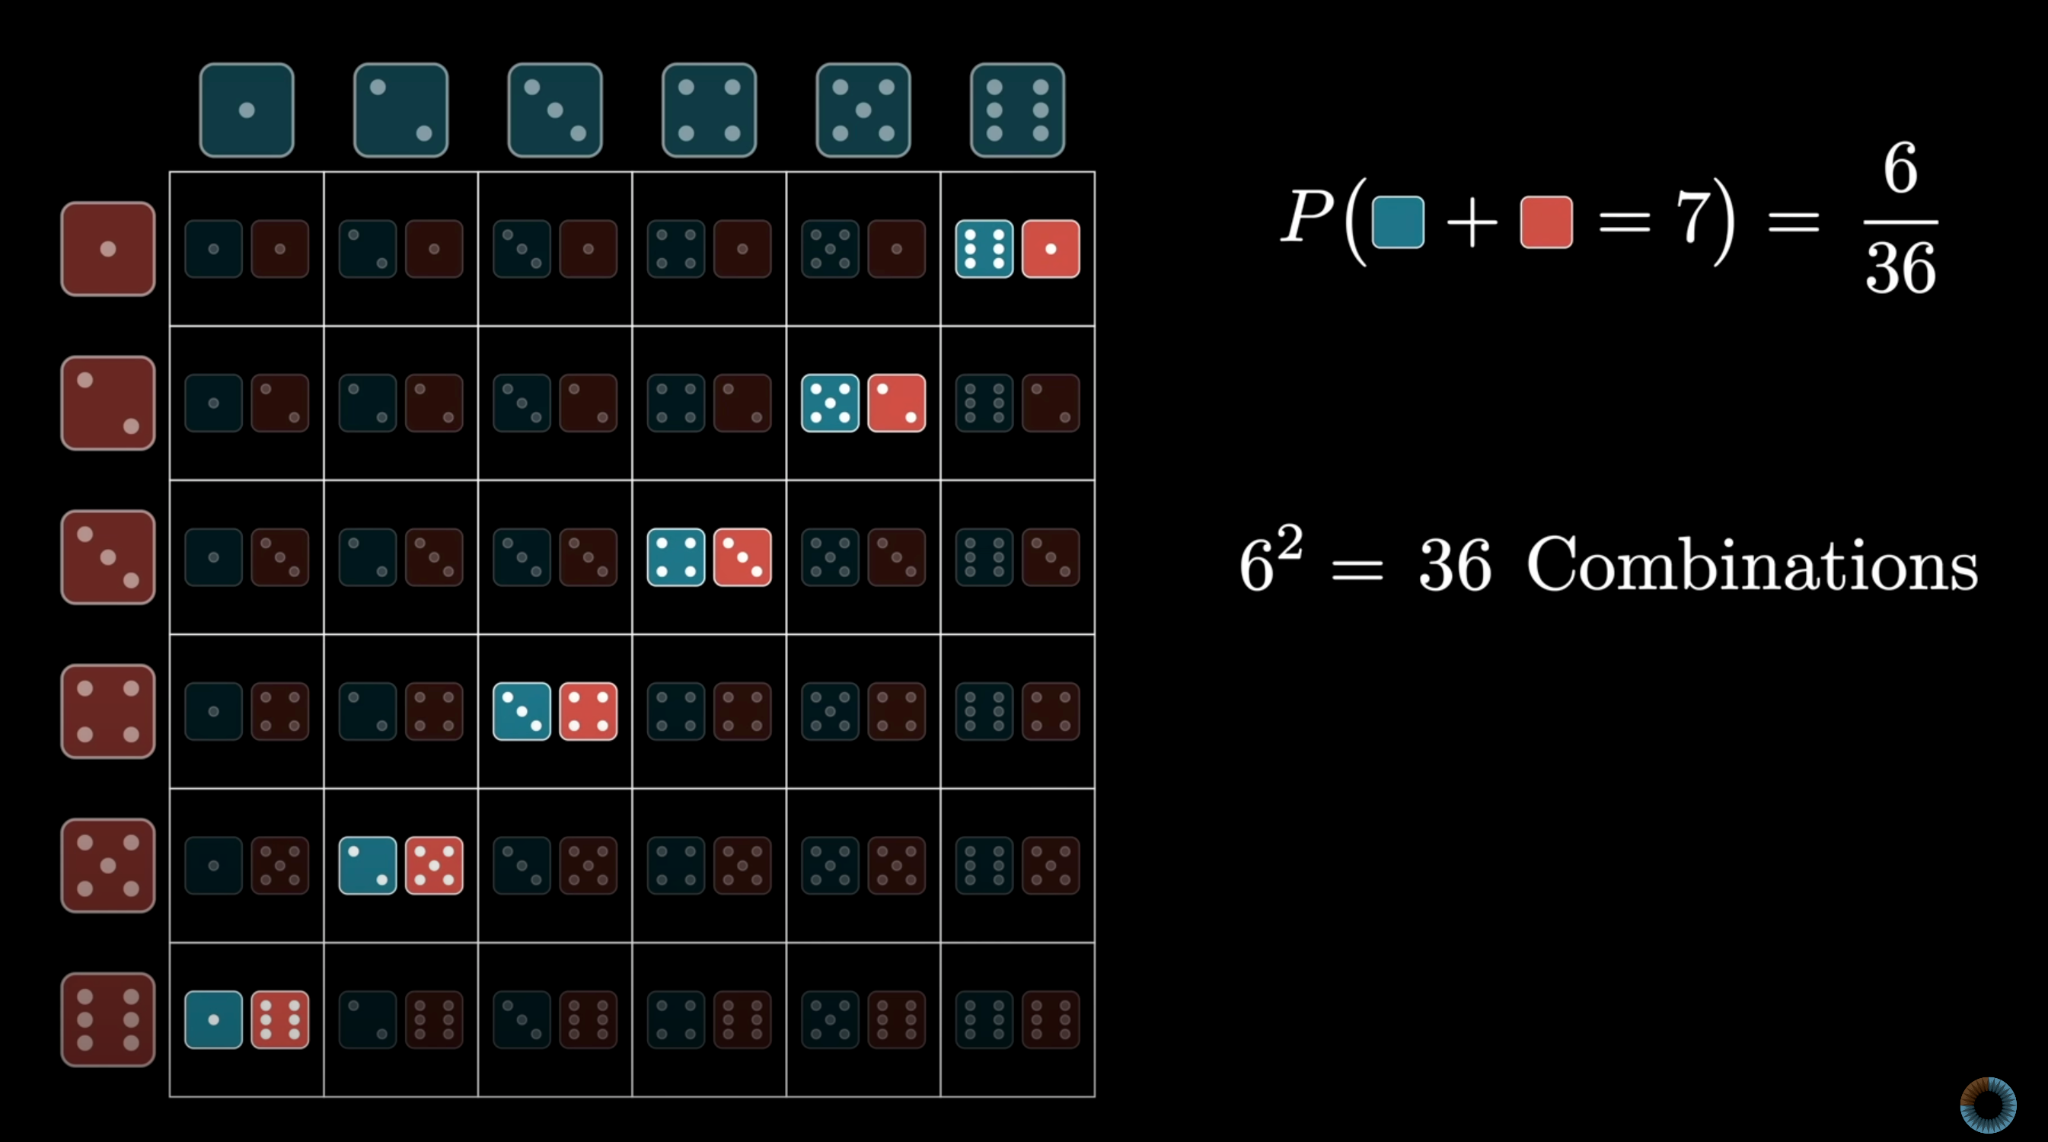 P( + = 7) = 6/36
6² = 36 Combinations